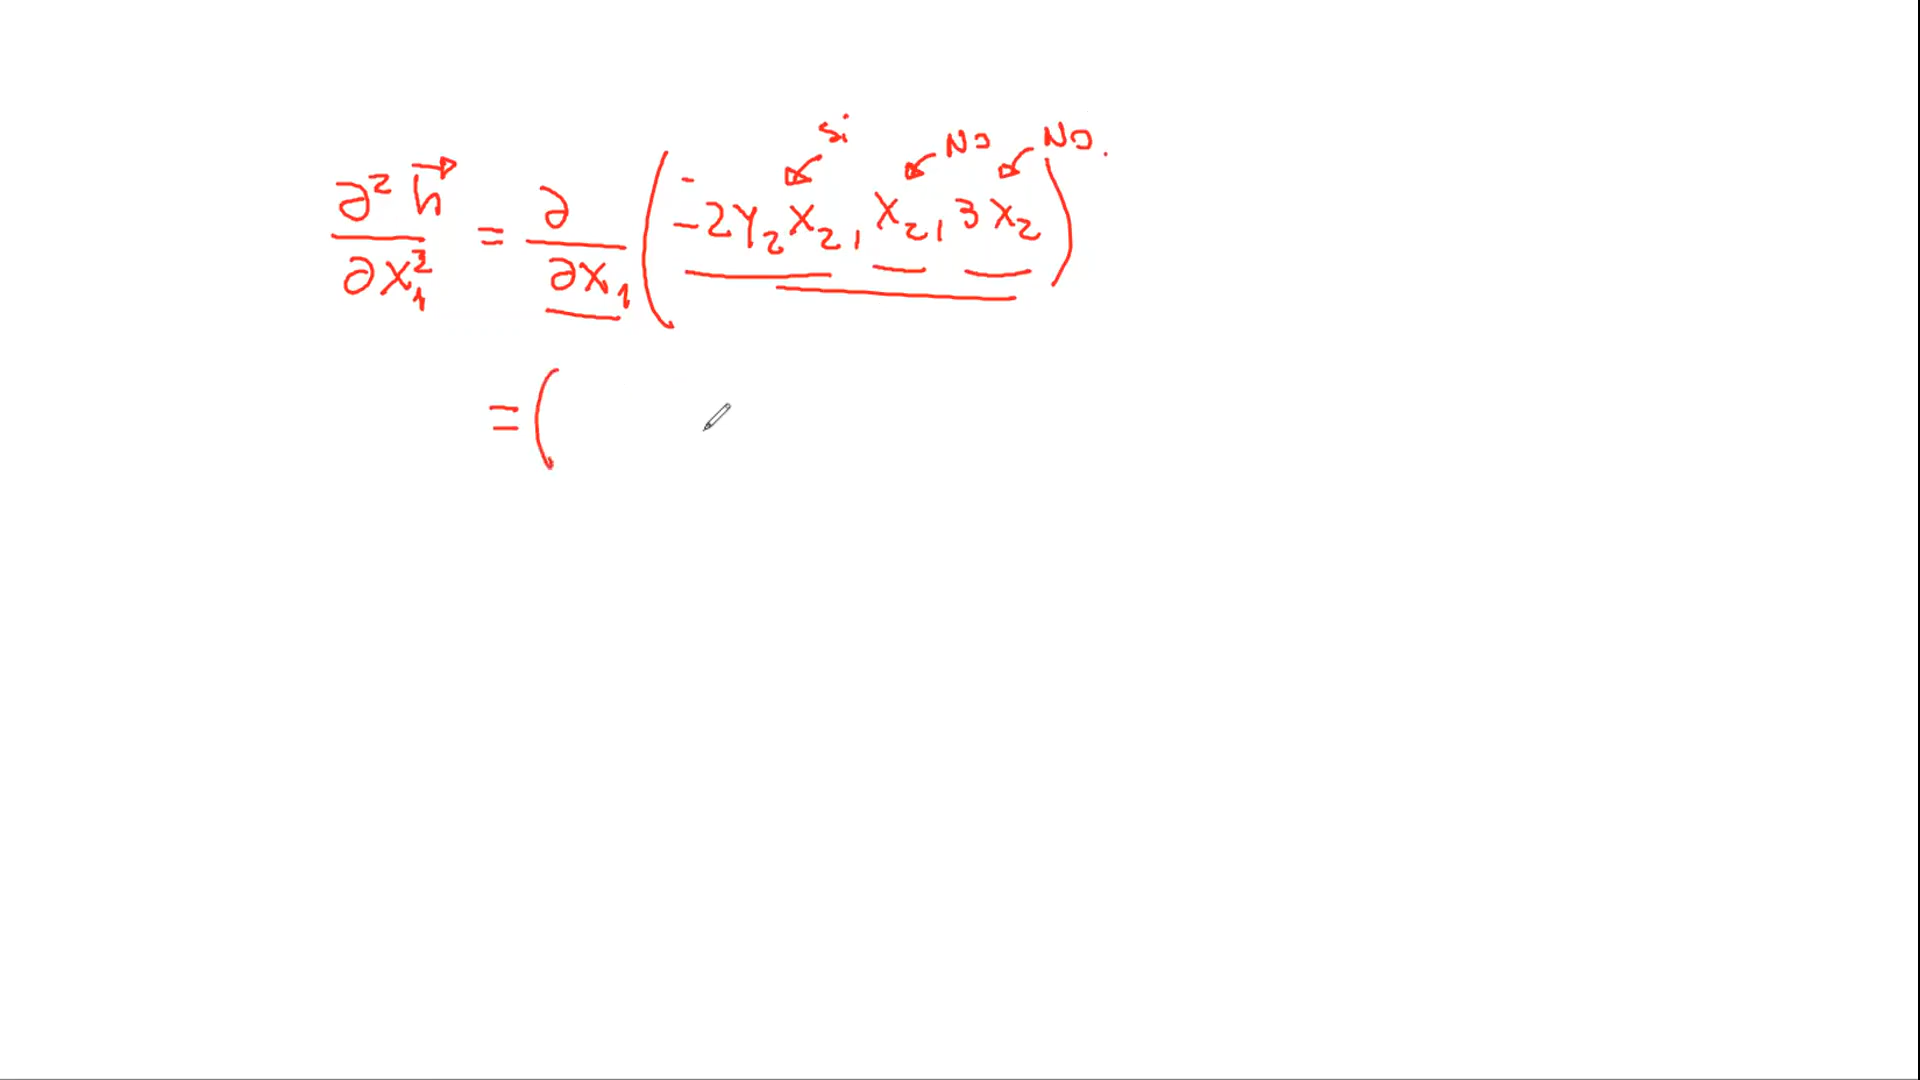 si NO NO.
∂²h⃗/∂x₁² = ∂/∂x₁ (-2y₂x₂, x₂, 3x₂)
= (